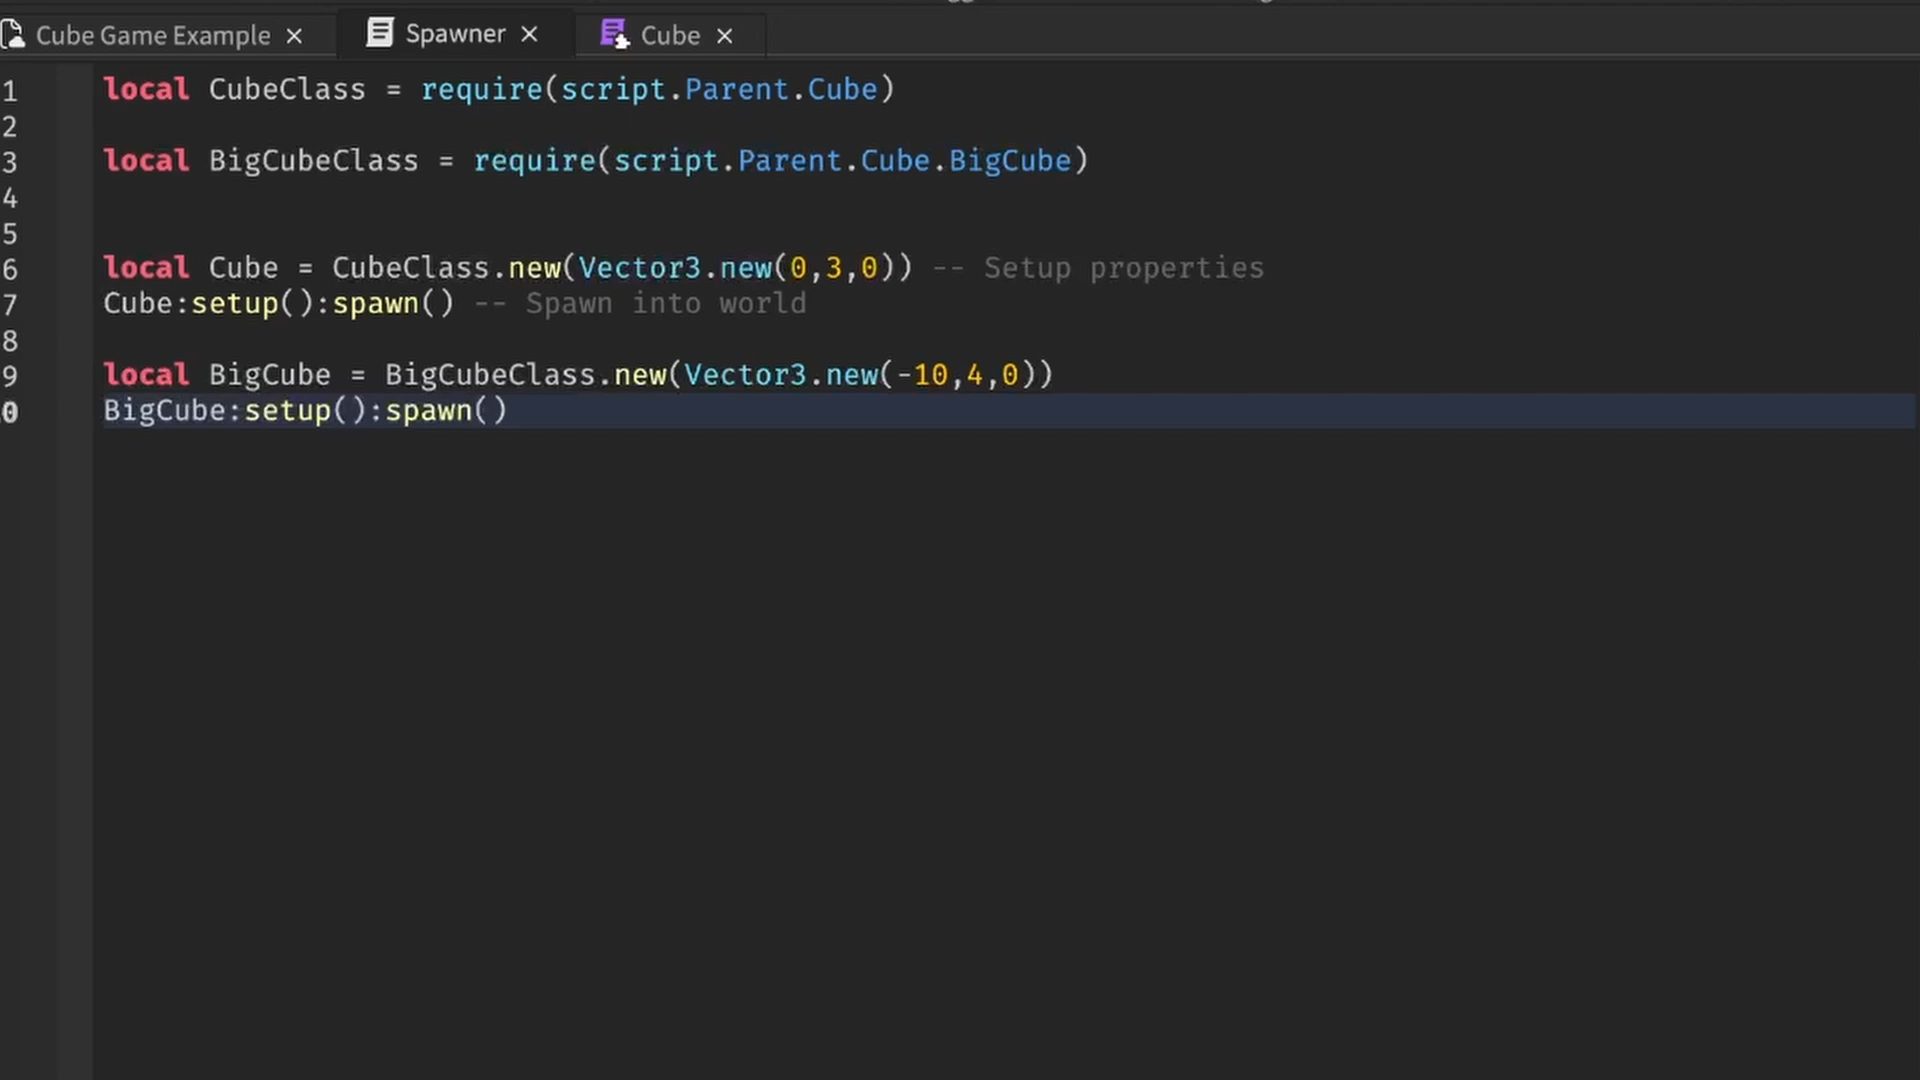 Cube Game Example Spawner Cube
1 local CubeClass = require(script.Parent.Cube)
2
3 local BigCubeClass = require(script.Parent.Cube.BigCube)
4
5
6 local Cube = CubeClass.new(Vector3.new(0,3,0)) -- Setup properties
7 Cube:setup():spawn() -- Spawn into world
8
9 local BigCube = BigCubeClass.new(Vector3.new(-10,4,0))
0 BigCube:setup():spawn()